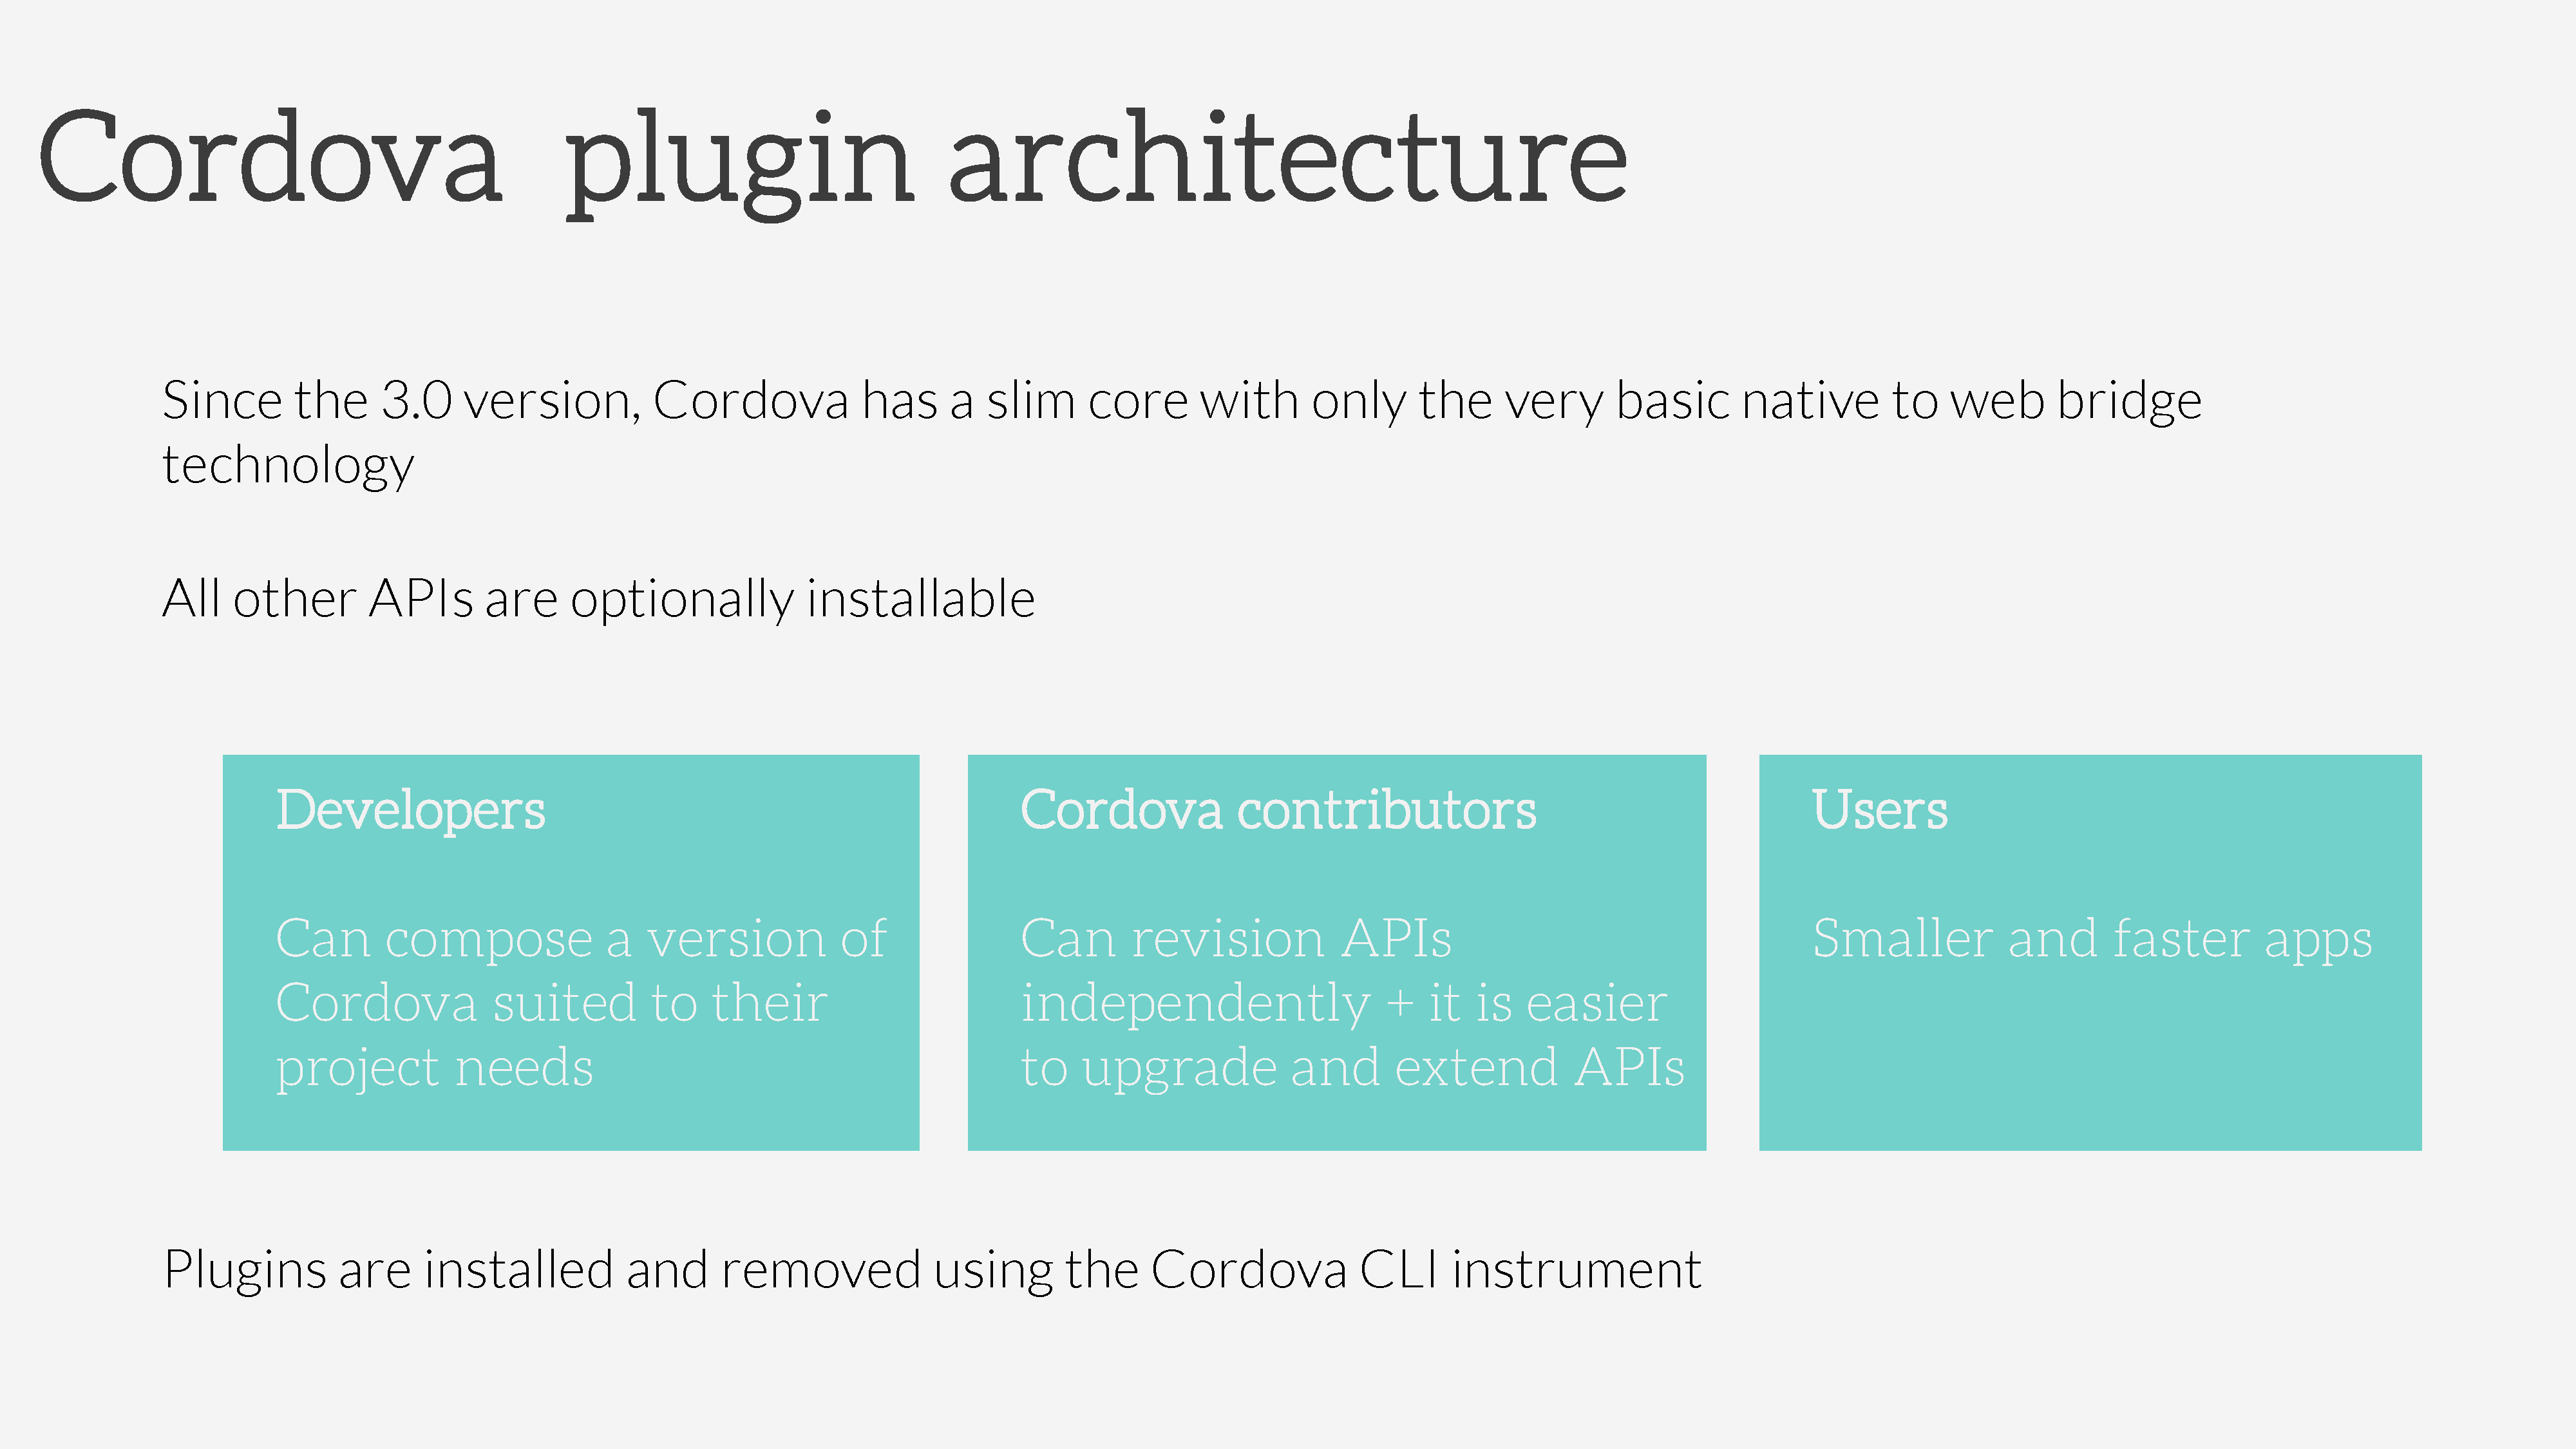 Cordova plugin architecture
Since the 3.0 version, Cordova has a slim core with only the very basic native to web bridge
technology
All other APIs are optionally installable
Developers
Can compose a version of
Cordova suited to their
project needs
Cordova contributors
Can revision APIs
independently + it is easier
to upgrade and extend APIs
Users
Smaller and faster apps
Plugins are installed and removed using the Cordova CLI instrument